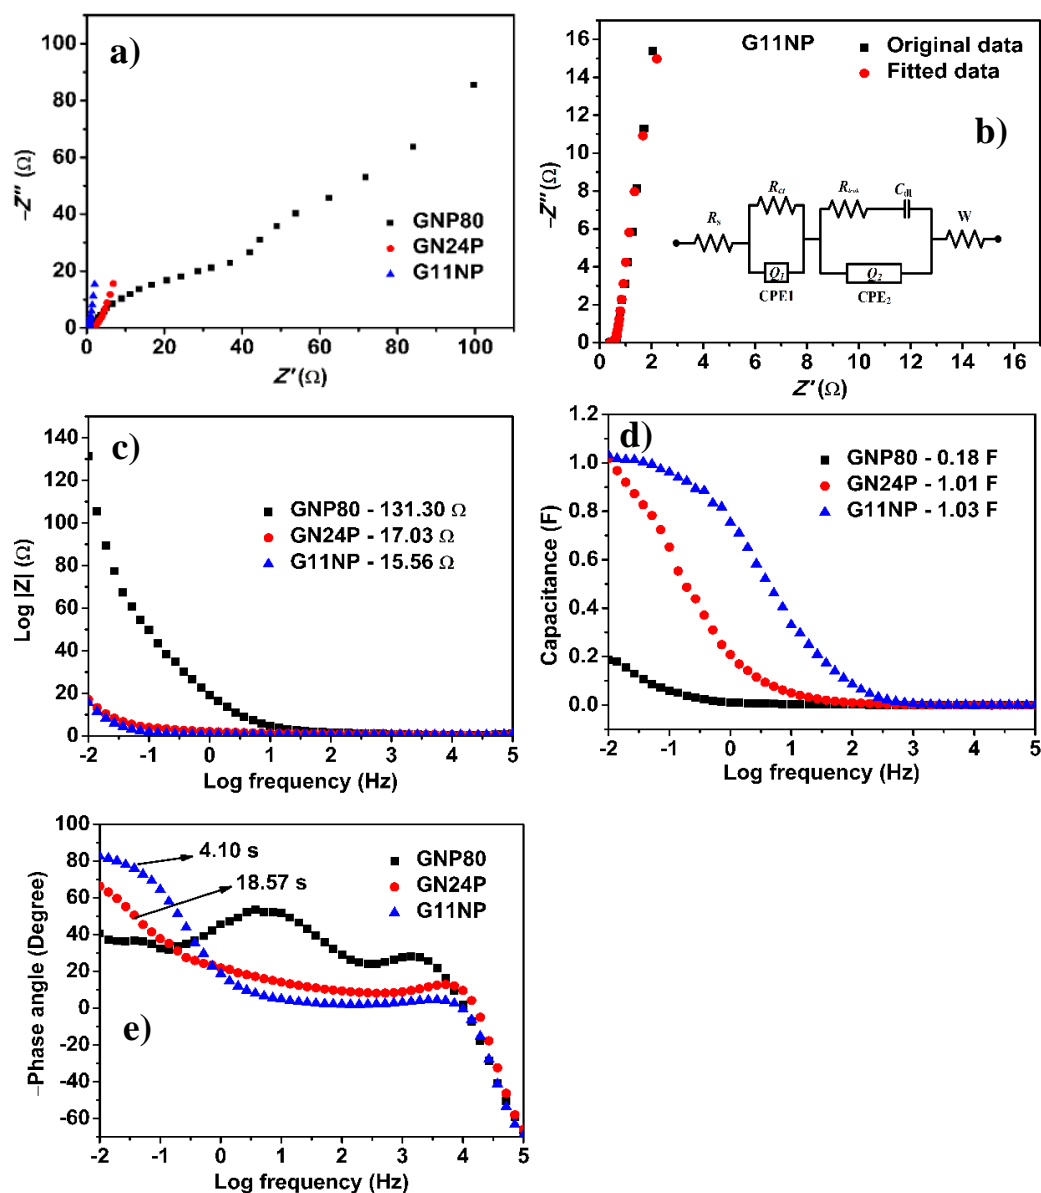 a)
100
80
60
40
20
0
0 20 40 60 80 100
−Z″ (Ω)
Z′ (Ω)
GNP80
GN24P
G11NP
b)
G11NP
Original data
Fitted data
16
14
12
10
8
6
4
2
0
0 2 4 6 8 10 12 14 16
−Z″ (Ω)
Z′ (Ω)
Rs
Rct
Q1
CPE1
Cdl
Q2
CPE2
W
c)
140
120
100
80
60
40
20
0
-2 -1 0 1 2 3 4 5
Log |Z| (Ω)
Log frequency (Hz)
GNP80 - 131.30 Ω
GN24P - 17.03 Ω
G11NP - 15.56 Ω
d)
1.2
1.0
0.8
0.6
0.4
0.2
0.0
-2 -1 0 1 2 3 4 5
Capacitance (F)
Log frequency (Hz)
GNP80 - 0.18 F
GN24P - 1.01 F
G11NP - 1.03 F
e)
100
80
60
40
20
0
-20
-40
-60
-2 -1 0 1 2 3 4 5
−Phase angle (Degree)
Log frequency (Hz)
4.10 s
18.57 s
GNP80
GN24P
G11NP